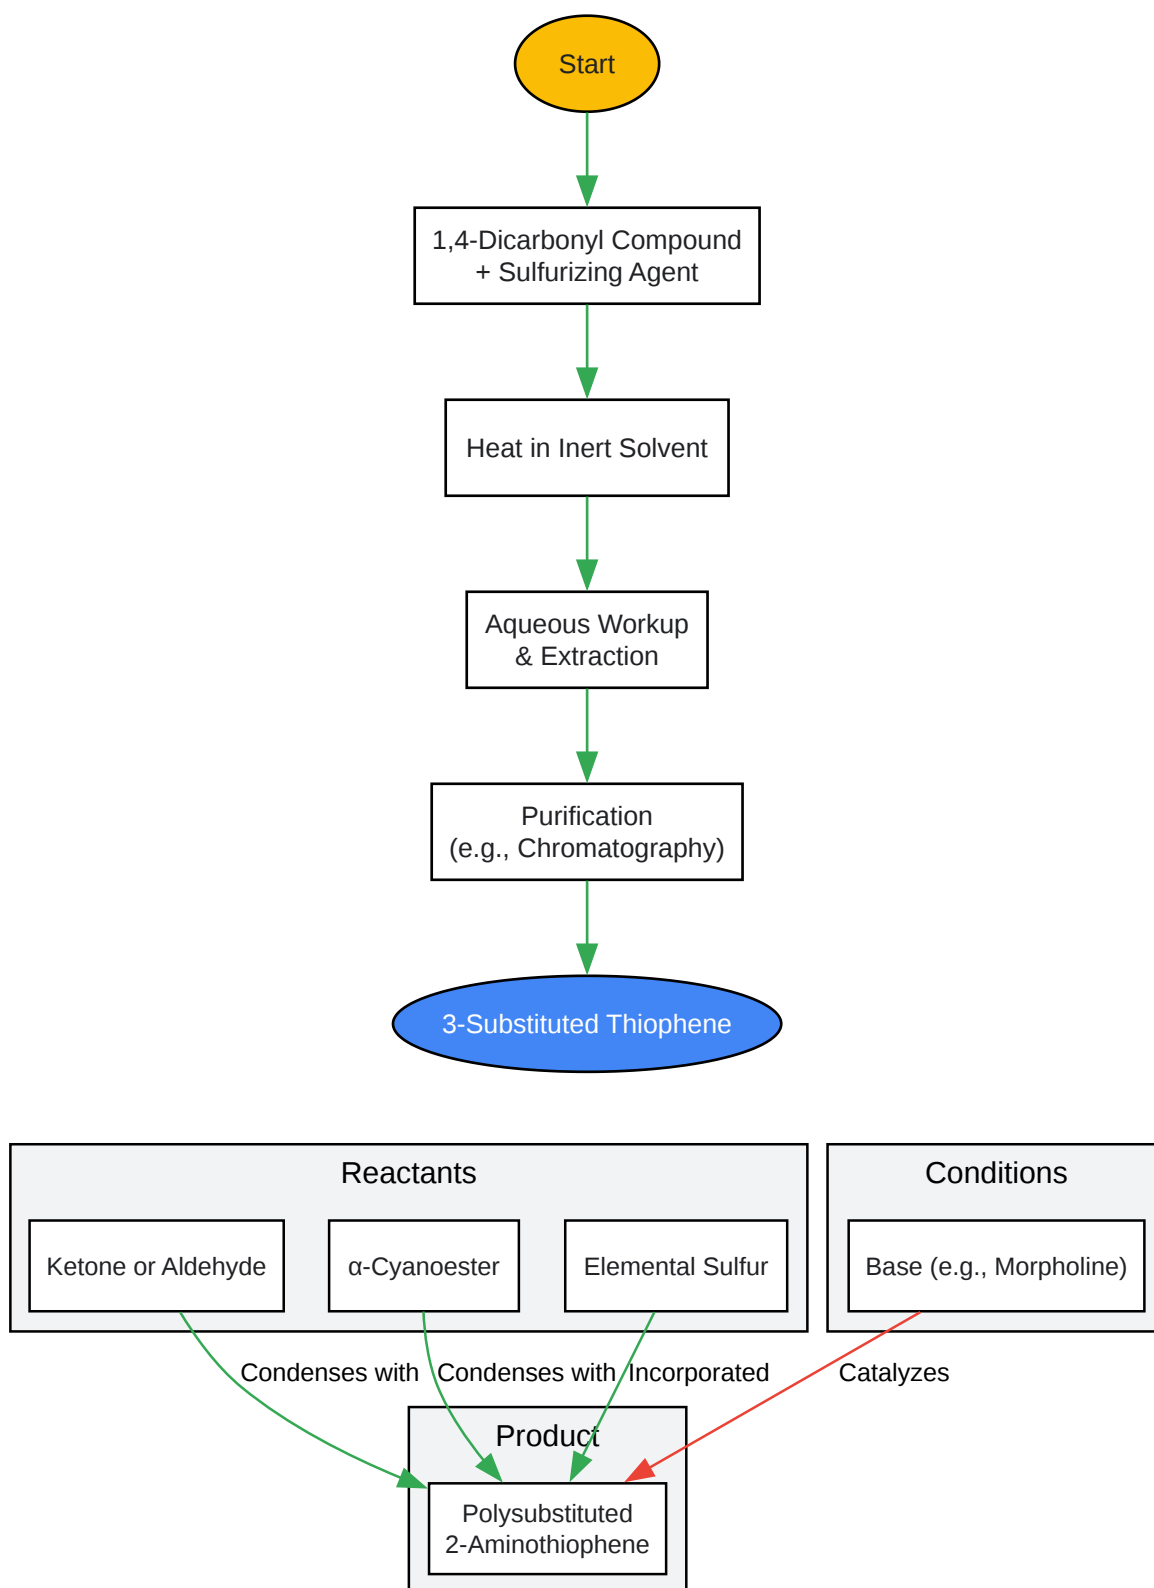 Start
1,4-Dicarbonyl Compound
+ Sulfurizing Agent
Heat in Inert Solvent
Aqueous Workup
& Extraction
Purification
(e.g., Chromatography)
3-Substituted Thiophene
Reactants
Conditions
Ketone or Aldehyde
α-Cyanoester
Elemental Sulfur
Base (e.g., Morpholine)
Condenses with
Condenses with
Incorporated
Catalyzes
Product
Polysubstituted
2-Aminothiophene